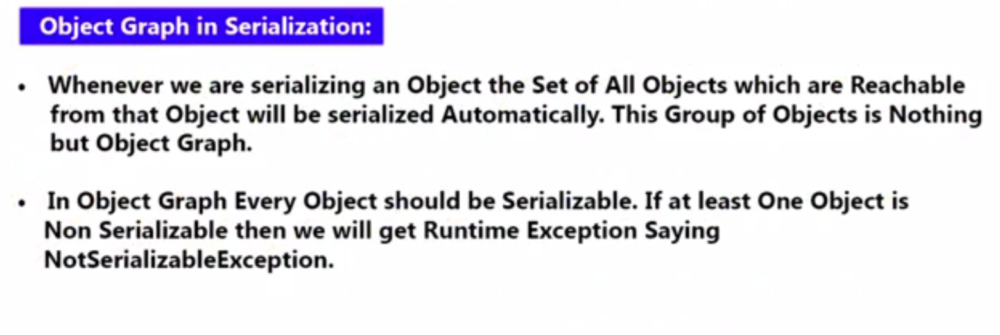 Object Graph in Serialization:
• Whenever we are serializing an Object the Set of All Objects which are Reachable
from that Object will be serialized Automatically. This Group of Objects is Nothing
but Object Graph.
• In Object Graph Every Object should be Serializable. If at least One Object is
Non Serializable then we will get Runtime Exception Saying
NotSerializableException.